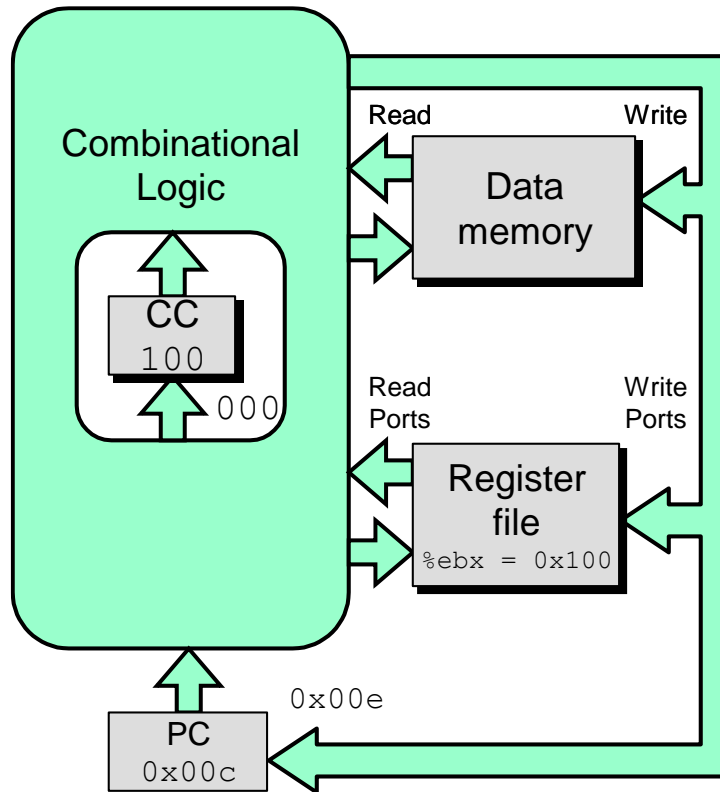 Read
Write
Combinational
Logic
Data
memory
CC
100
000
Read
Ports
Write
Ports
Register
file
%ebx = 0x100
0x00e
PC
0x00c